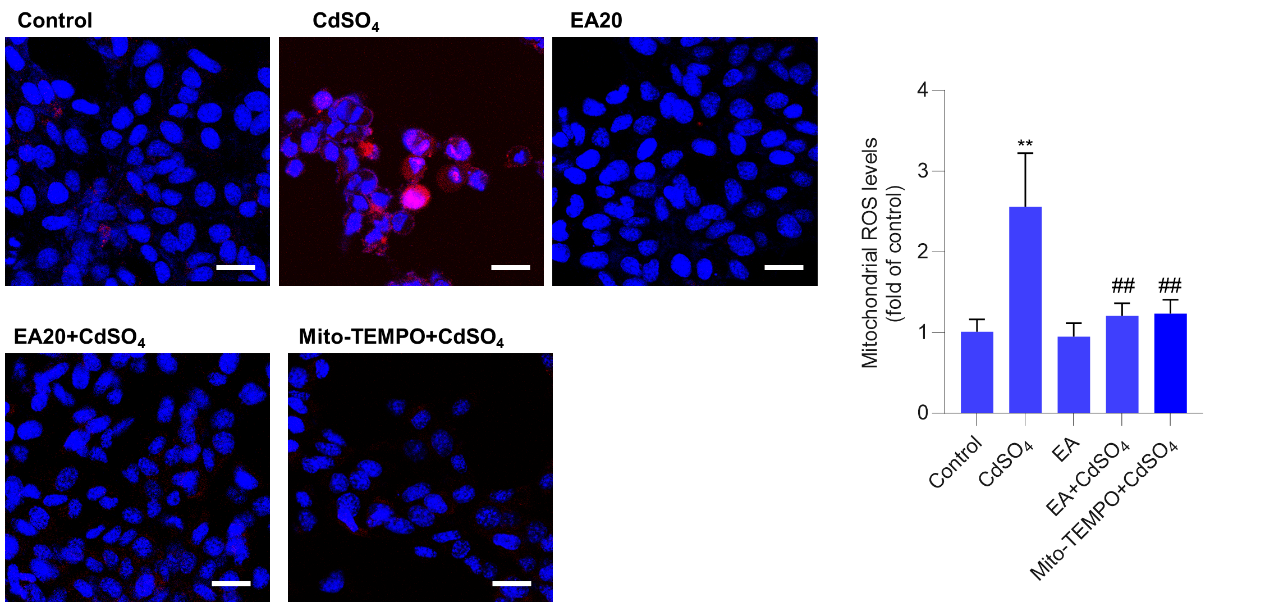 Control
CdSO₄
EA20
EA20+CdSO₄
Mito-TEMPO+CdSO₄
Mitochondrial ROS levels
(fold of control)
4
3
2
1
0
**
##
##
Control
CdSO₄
EA
EA+CdSO₄
Mito-TEMPO+CdSO₄